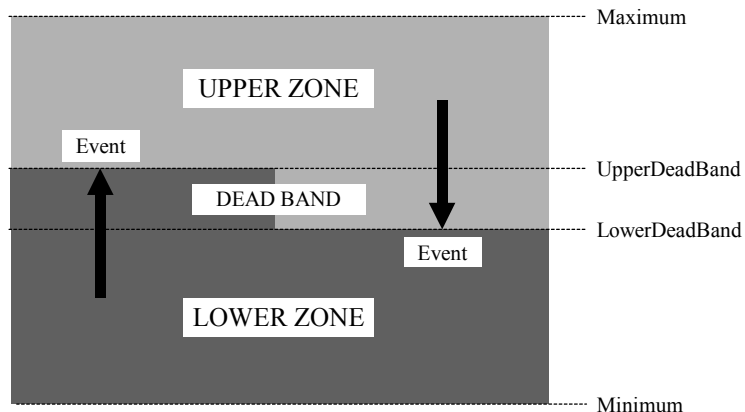 Maximum
UPPER ZONE
Event
UpperDeadBand
DEAD BAND
LowerDeadBand
Event
LOWER ZONE
Minimum